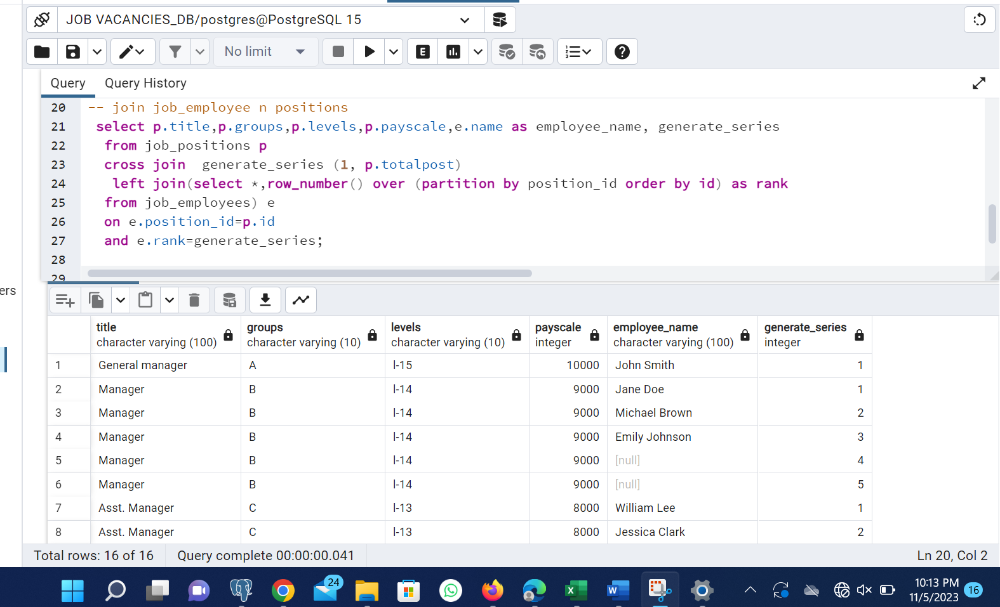 JOB VACANCIES_DB/postgres@PostgreSQL 15
No limit
E
Query Query History
20 -- join job_employee n positions
21 select p.title,p.groups,p.levels,p.payscale,e.name as employee_name, generate_series
22 from job_positions p
23 cross join generate_series (1, p.totalpost)
24 left join(select *,row_number() over (partition by position_id order by id) as rank
25 from job_employees) e
26 on e.position_id=p.id
27 and e.rank=generate_series;
28
29
ers
title groups levels payscale employee_name generate_series
character varying (100) character varying (10) character varying (10) integer character varying (100) integer
1 General manager A l-15 10000 John Smith 1
2 Manager B l-14 9000 Jane Doe 1
3 Manager B l-14 9000 Michael Brown 2
4 Manager B l-14 9000 Emily Johnson 3
5 Manager B l-14 9000 [null] 4
6 Manager B l-14 9000 [null] 5
7 Asst. Manager C l-13 8000 William Lee 1
8 Asst. Manager C l-13 8000 Jessica Clark 2
Total rows: 16 of 16 Query complete 00:00:00.041 Ln 20, Col 2
24
10:13 PM
11/5/2023
16